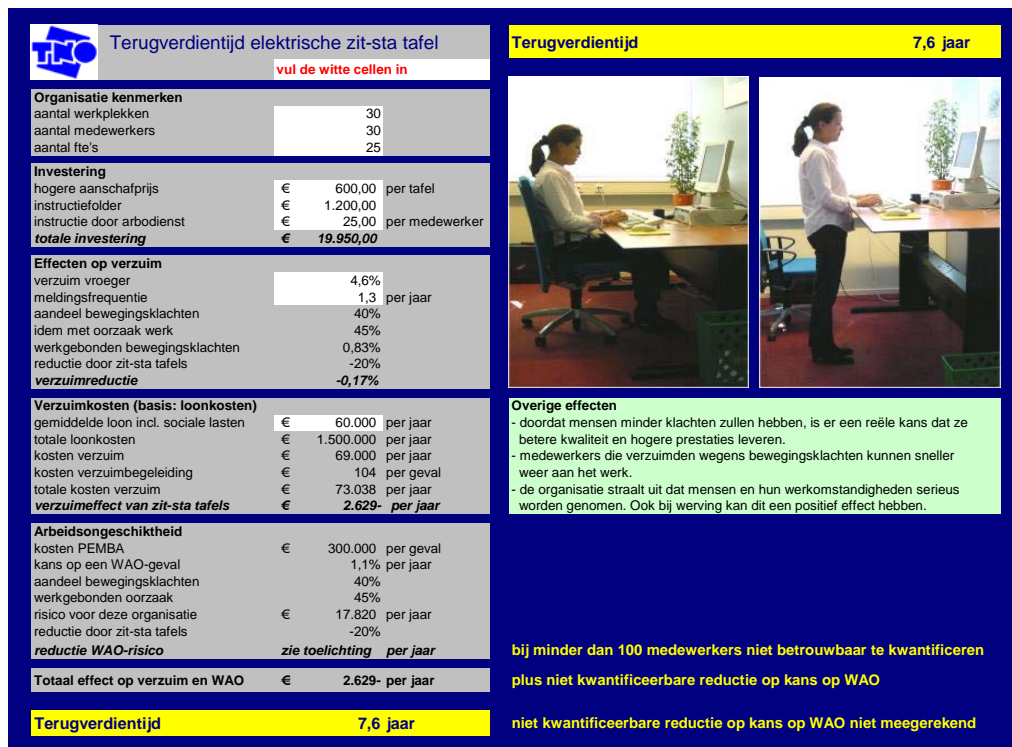 TNO
Terugverdientijd elektrische zit-sta tafel
vul de witte cellen in
Organisatie kenmerken
aantal werkplekken 30
aantal medewerkers 30
aantal fte's 25
Investering
hogere aanschafprijs € 600,00 per tafel
instructiefolder € 1.200,00
instructie door arbodienst € 25,00 per medewerker
totale investering € 19.950,00
Effecten op verzuim
verzuim vroeger 4,6%
meldingsfrequentie 1,3 per jaar
aandeel bewegingsklachten 40%
idem met oorzaak werk 45%
werkgebonden bewegingsklachten 0,83%
reductie door zit-sta tafels -20%
verzuimreductie -0,17%
Verzuimkosten (basis: loonkosten)
gemiddelde loon incl. sociale lasten € 60.000 per jaar
totale loonkosten € 1.500.000 per jaar
kosten verzuim € 69.000 per jaar
kosten verzuimbegeleiding € 104 per geval
totale kosten verzuim € 73.038 per jaar
verzuimeffect van zit-sta tafels € 2.629- per jaar
Arbeidsongeschiktheid
kosten PEMBA € 300.000 per geval
kans op een WAO-geval 1,1% per jaar
aandeel bewegingsklachten 40%
werkgebonden oorzaak 45%
risico voor deze organisatie € 17.820 per jaar
reductie door zit-sta tafels -20%
reductie WAO-risico zie toelichting per jaar
Totaal effect op verzuim en WAO € 2.629- per jaar
Terugverdientijd 7,6 jaar
Terugverdientijd 7,6 jaar
Overige effecten
- doordat mensen minder klachten zullen hebben, is er een reële kans dat ze
betere kwaliteit en hogere prestaties leveren.
- medewerkers die verzuimden wegens bewegingsklachten kunnen sneller
weer aan het werk.
- de organisatie straalt uit dat mensen en hun werkomstandigheden serieus
worden genomen. Ook bij werving kan dit een positief effect hebben.
bij minder dan 100 medewerkers niet betrouwbaar te kwantificeren
plus niet kwantificeerbare reductie op kans op WAO
niet kwantificeerbare reductie op kans op WAO niet meegerekend